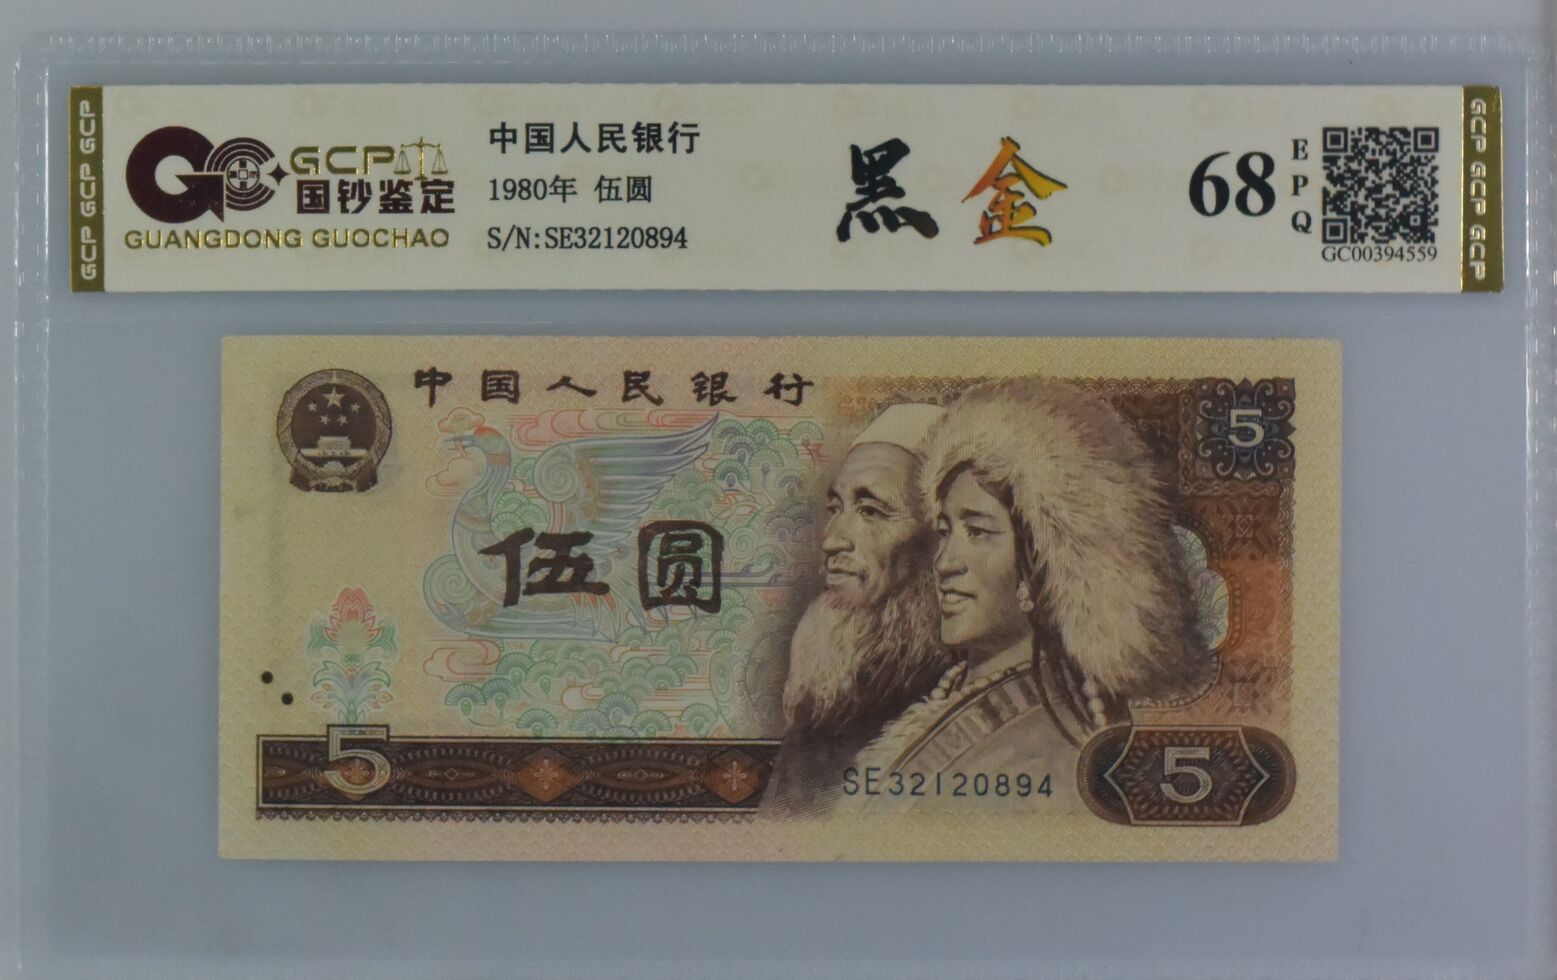 GCP GCP GCP
GCP
国钞鉴定
GUANGDONG GUOCHAO
中国人民银行
1980年 伍圆
S/N:SE32120894
黑金
68
EPQ
GC00394559
GCP GCP GCP
中国人民银行
5
伍圆
5
SE32120894
5